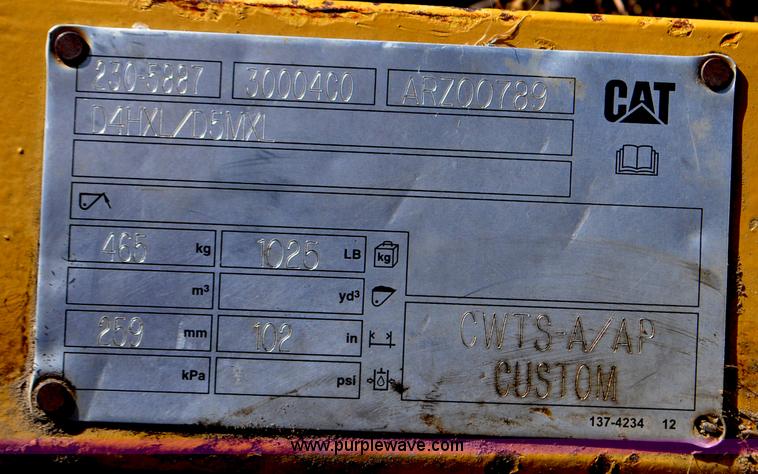 230-5887 30004C0 ARZ00789
CAT
D4HXL/D5MXL
465 kg 1025 LB kg
m³ yd³
259 mm 102 in
CWTS-A/AP
kPa psi
CUSTOM
137-4234 12
www.purplewave.com